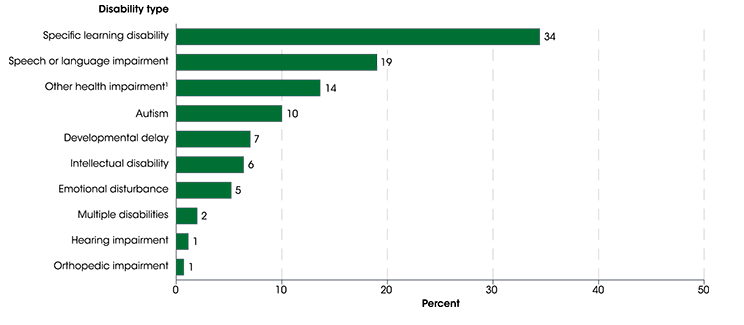 Disability type
Specific learning disability 34
Speech or language impairment 19
Other health impairment¹ 14
Autism 10
Developmental delay 7
Intellectual disability 6
Emotional disturbance 5
Multiple disabilities 2
Hearing impairment 1
Orthopedic impairment 1
0 10 20 30 40 50
Percent